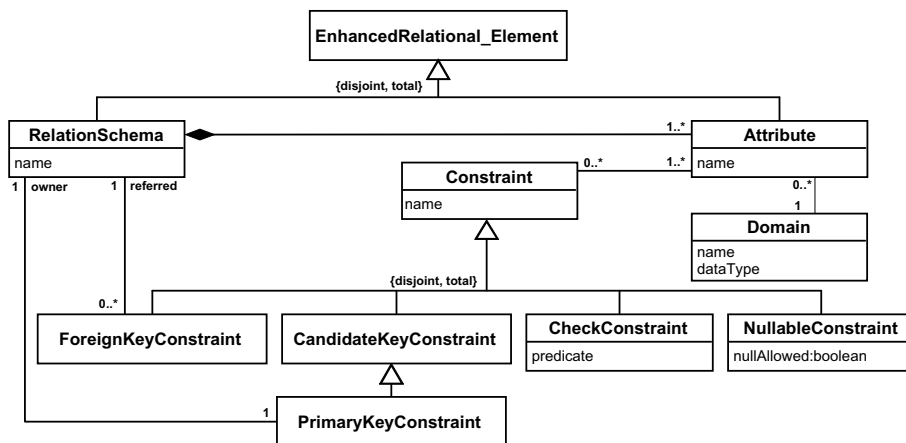 EnhancedRelational_Element
{disjoint, total}
RelationSchema
name
1..*
Attribute
name
1 owner
1 referred
Constraint
name
0..*
1..*
0..*
1
Domain
name
dataType
{disjoint, total}
0..*
ForeignKeyConstraint
CandidateKeyConstraint
CheckConstraint
predicate
NullableConstraint
nullAllowed:boolean
1
PrimaryKeyConstraint